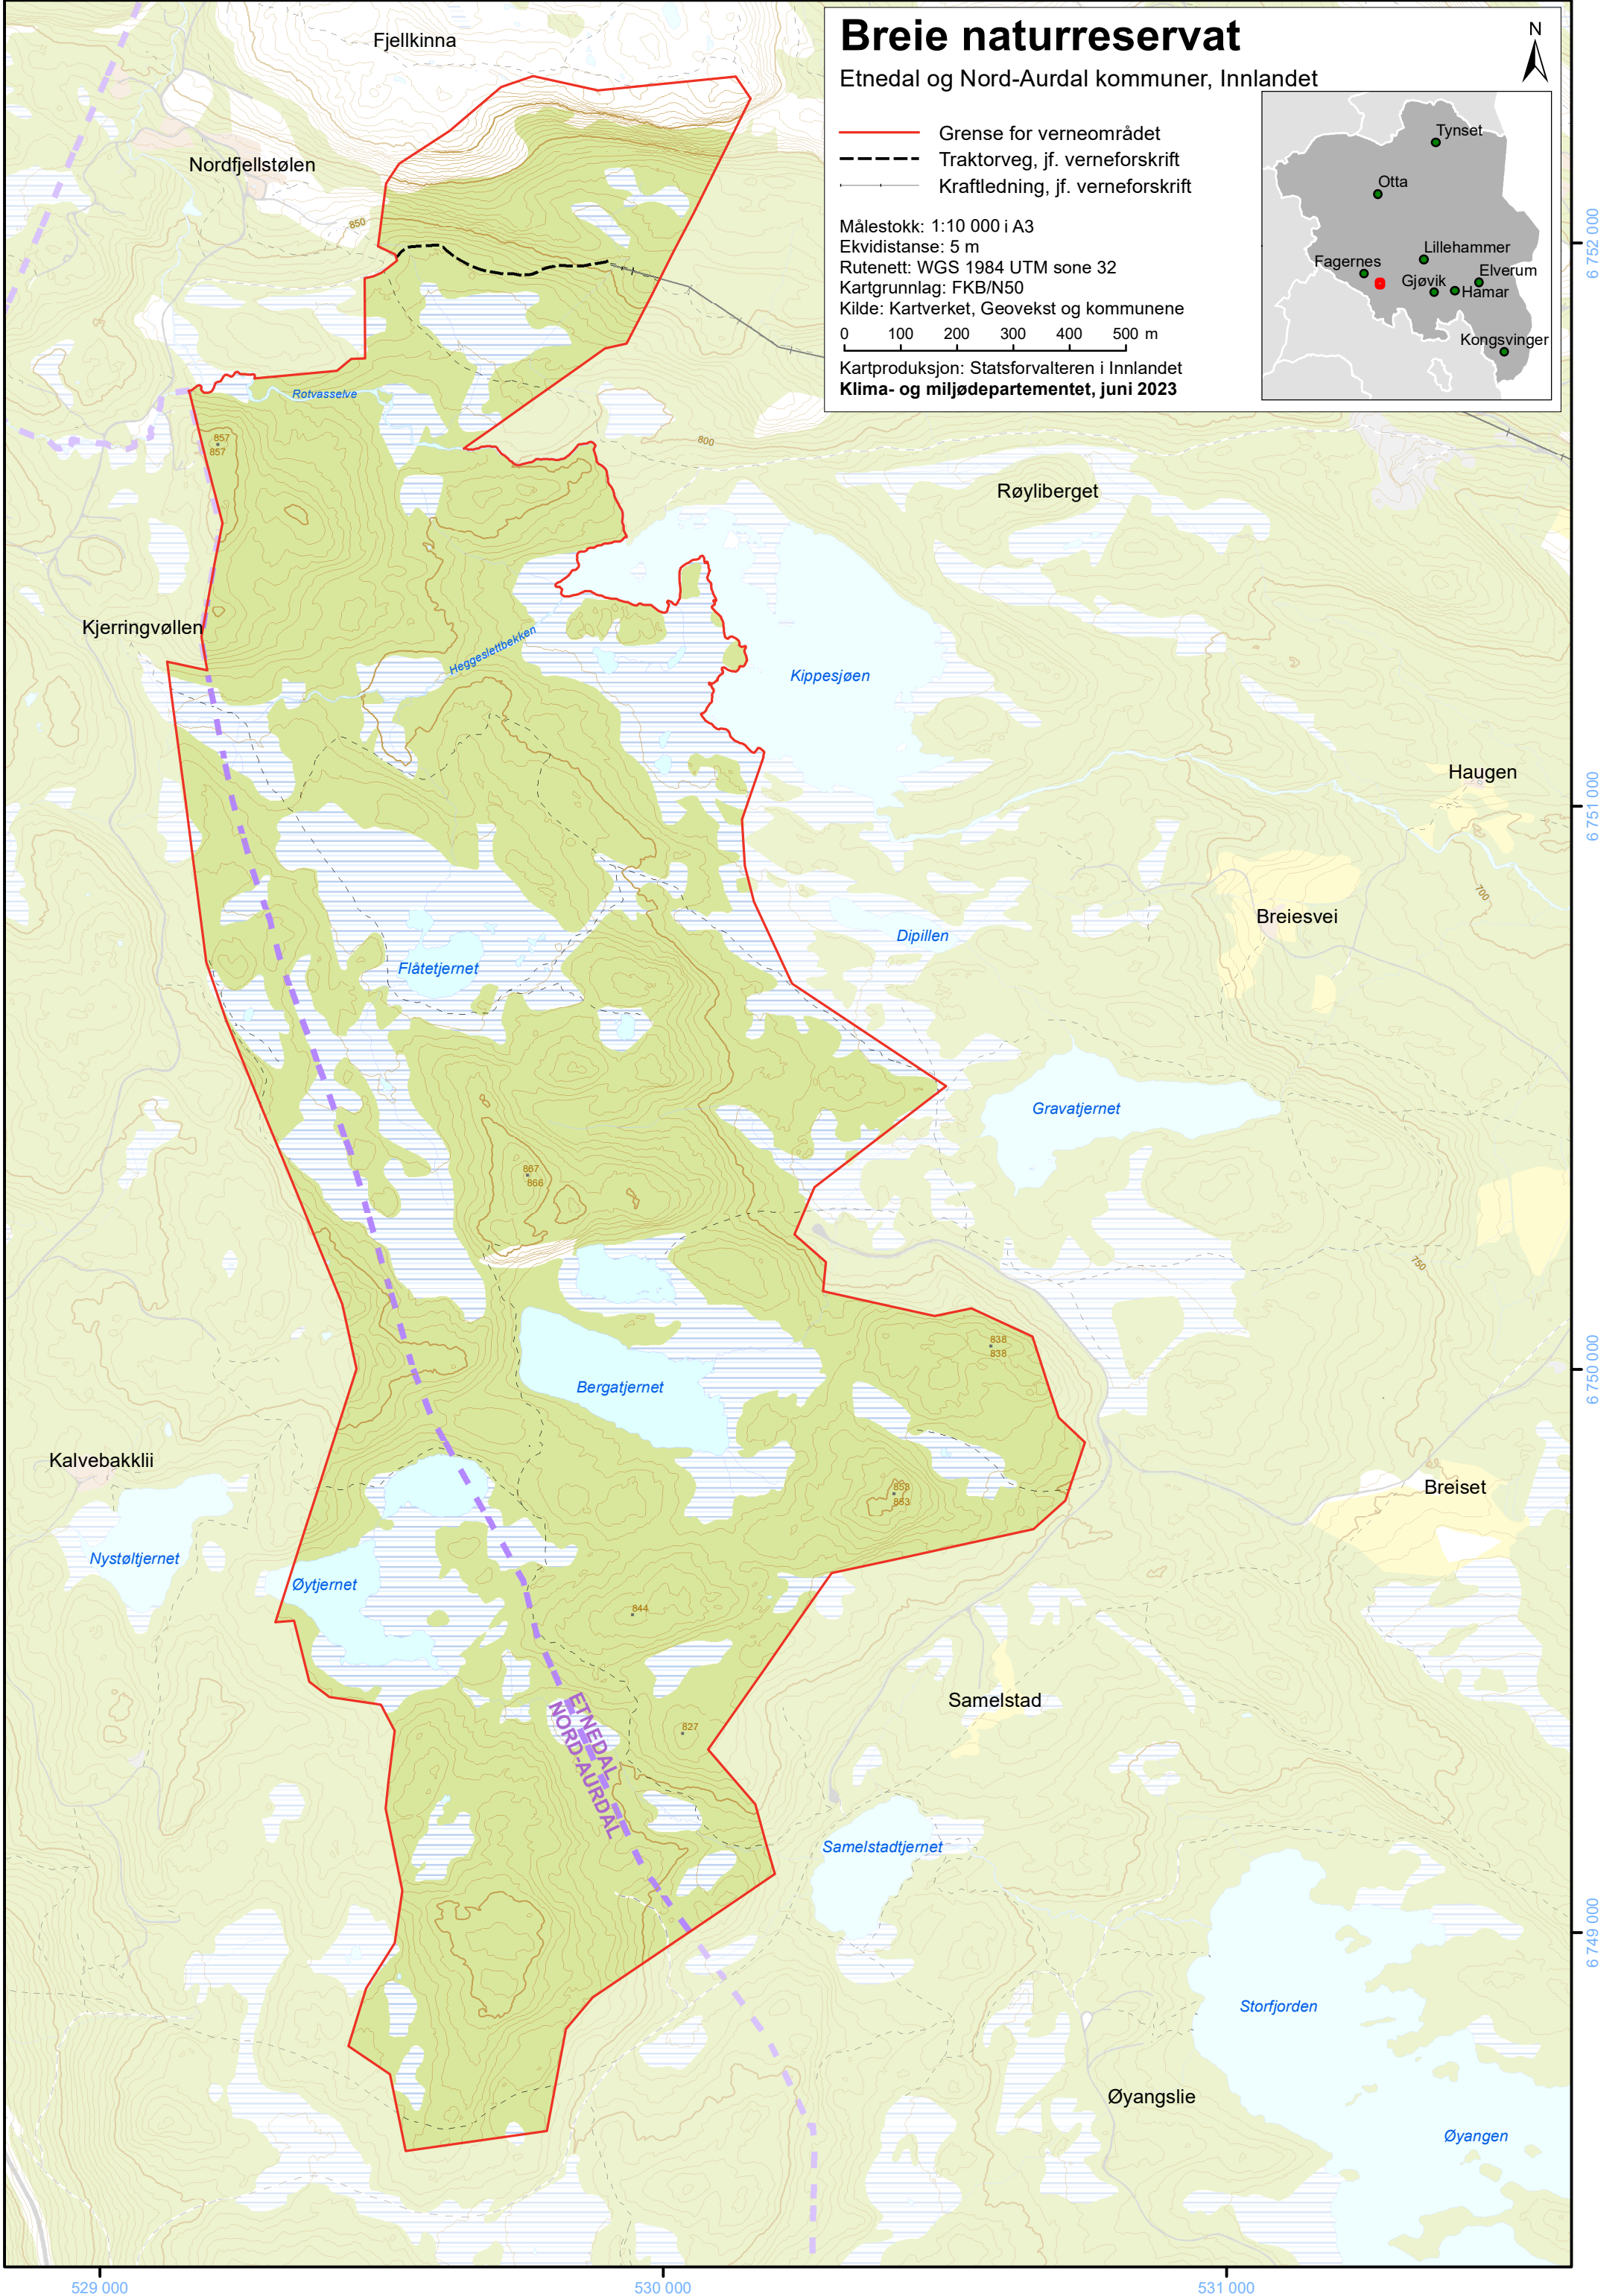 Breie naturreservat
Etnedal og Nord-Aurdal kommuner, Innlandet
N
Grense for verneområdet
Traktorveg, jf. verneforskrift
Kraftledning, jf. verneforskrift
Målestokk: 1:10 000 i A3
Ekvidistanse: 5 m
Rutenett: WGS 1984 UTM sone 32
Kartgrunnlag: FKB/N50
Kilde: Kartverket, Geovekst og kommunene
0 100 200 300 400 500 m
Kartproduksjon: Statsforvalteren i Innlandet
Klima- og miljødepartementet, juni 2023
Tynset
Otta
Lillehammer
Fagernes
Elverum
Gjøvik
Hamar
Kongsvinger
Fjellkinna
Nordfjellstølen
850
6 752 000
Rotvasselve
857
857
800
Røyliberget
Kjerringvøllen
Heggeslettbekken
Kippesjøen
Haugen
6 751 000
700
Breiesvei
Dipillen
Flåtetjernet
Gravatjernet
867
866
750
838
838
6 750 000
Bergatjernet
Kalvebakklii
853
853
Breiset
Nystøltjernet
Øytjernet
844
Samelstad
827
ETNEDAL
NORD-AURDAL
Samelstadtjernet
6 749 000
Storfjorden
Øyangslie
Øyangen
529 000
530 000
531 000